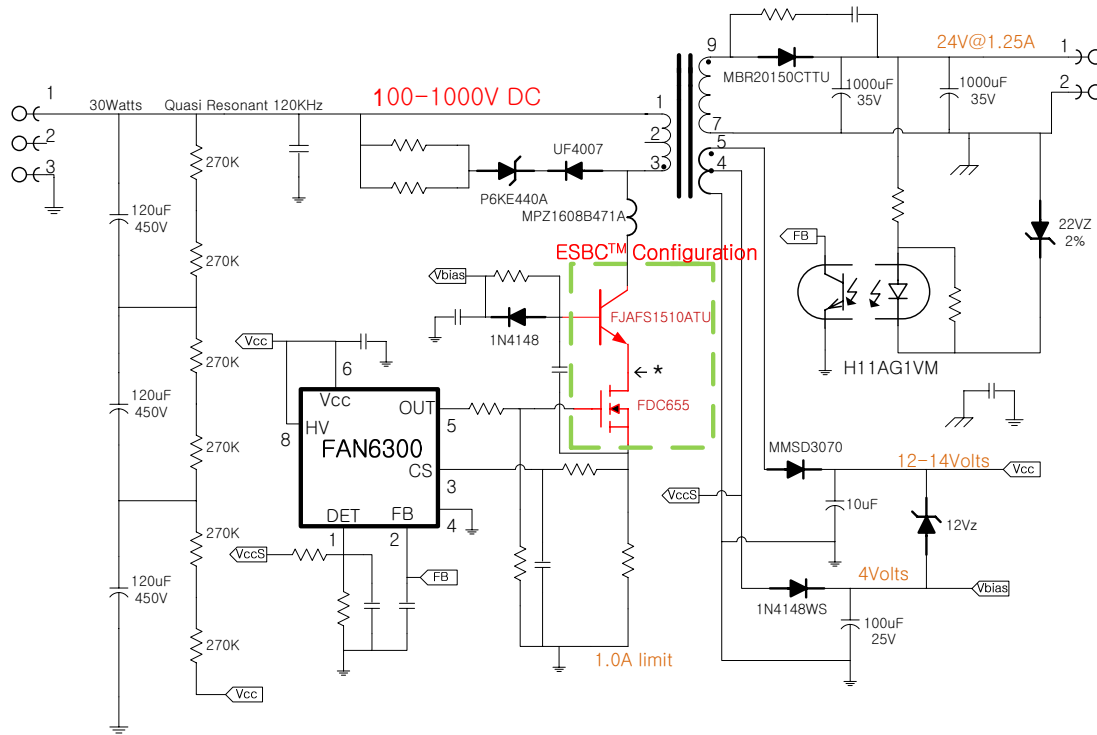 9
24V@1.25A
1
MBR20150CTTU
2
1000uF
35V
1000uF
35V
1
30Watts
Quasi Resonant 120KHz
100-1000V DC
1
2
2
3
3
7
5
4
270K
UF4007
P6KE440A
MPZ1608B471A
120uF
450V
22VZ
2%
FB
ESBC™ Configuration
270K
Vbias
FJAFS1510ATU
1N4148
H11AG1VM
Vcc
270K
6
*
Vcc
OUT
5
FDC655
120uF
450V
HV
8
FAN6300
270K
CS
3
MMSD3070
12-14Volts
Vcc
VccS
10uF
12Vz
DET
FB
4
1
2
270K
VccS
FB
4Volts
Vbias
120uF
450V
1N4148WS
100uF
25V
270K
1.0A limit
Vcc